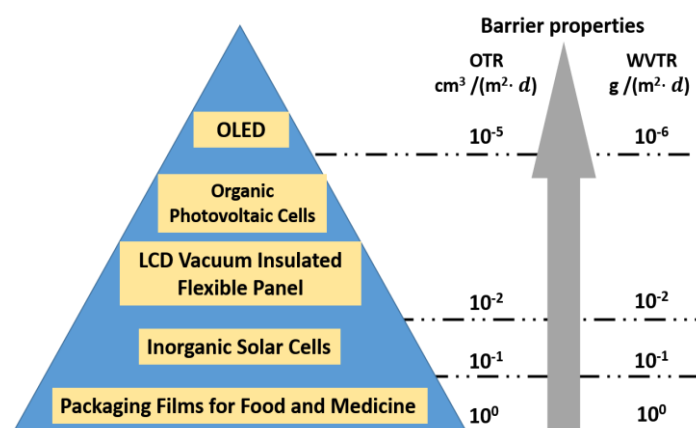 Barrier properties
OTR
cm³ /(m²· d)
WVTR
g /(m²· d)
OLED
10⁻⁵
10⁻⁶
Organic
Photovoltaic Cells
LCD Vacuum Insulated
Flexible Panel
10⁻²
10⁻²
Inorganic Solar Cells
10⁻¹
10⁻¹
Packaging Films for Food and Medicine
10⁰
10⁰